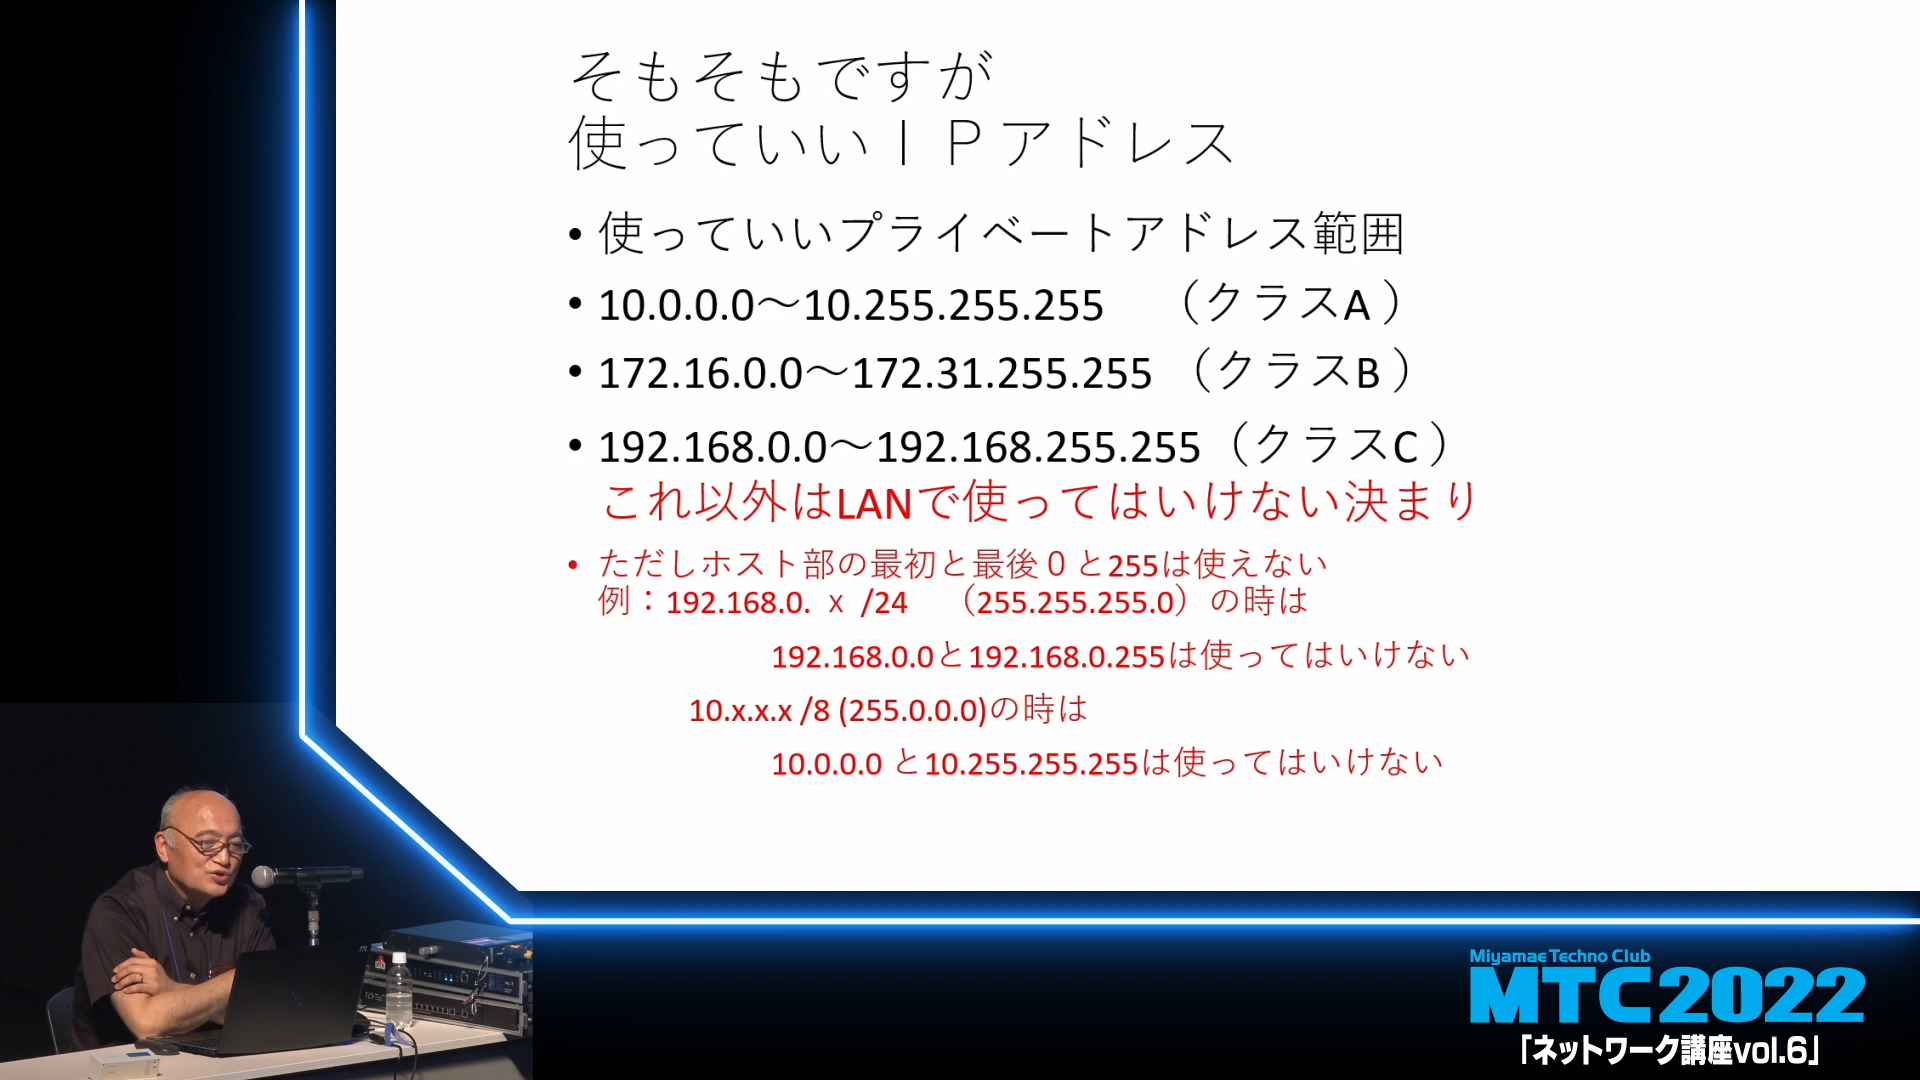 そもそもですが
使っていいＩＰアドレス
• 使っていいプライベートアドレス範囲
• 10.0.0.0～10.255.255.255　（クラスA ）
• 172.16.0.0～172.31.255.255 （クラスB ）
• 192.168.0.0～192.168.255.255（クラスC ）
これ以外はLANで使ってはいけない決まり
• ただしホスト部の最初と最後０と255は使えない
例：192.168.0. ｘ /24　（255.255.255.0）の時は
192.168.0.0と192.168.0.255は使ってはいけない
10.x.x.x /8 (255.0.0.0)の時は
10.0.0.0 と10.255.255.255は使ってはいけない
Miyamae Techno Club
MTC2022
「ネットワーク講座vol.6」